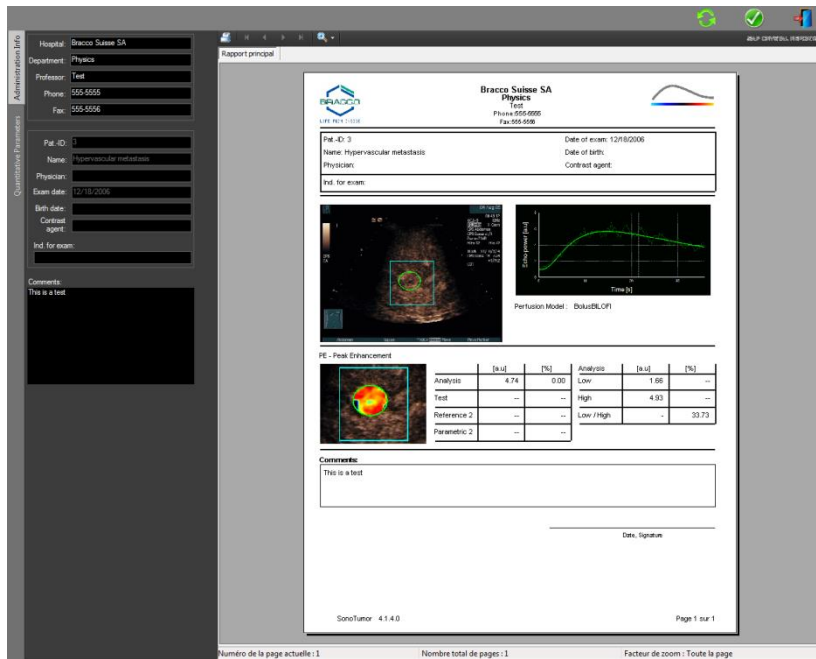 Administration Info
Quantitative Parameters
Hospital: Bracco Suisse SA
Department: Physics
Professor: Test
Phone: 555-5555
Fax: 555-5556
Pat.-ID: 3
Name: Hypervascular metastasis
Physician:
Exam date: 12/18/2006
Birth date:
Contrast agent:
Ind. for exam:
Comments:
This is a test
Rapport principal
BRACCO
LIFE FROM INSIDE
Bracco Suisse SA
Physics
Test
Phone:555-5555
Fax:555-5556
Pat.-ID: 3
Date of exam: 12/18/2006
Name: Hypervascular metastasis
Date of birth:
Physician:
Contrast agent:
Ind. for exam:
Echo power [a.u]
Time [s]
Perfusion Model : BolusBILOFI
PE - Peak Enhancement
[a.u] [%]
Analysis 4.74 0.00
Test -- --
Reference 2 -- --
Parametric 2 -- --
Analysis [a.u] [%]
Low 1.66 --
High 4.93 --
Low / High - 33.73
Comments:
This is a test
Date, Signature
SonoTumor 4.1.4.0
Page 1 sur 1
Numéro de la page actuelle : 1
Nombre total de pages : 1
Facteur de zoom : Toute la page